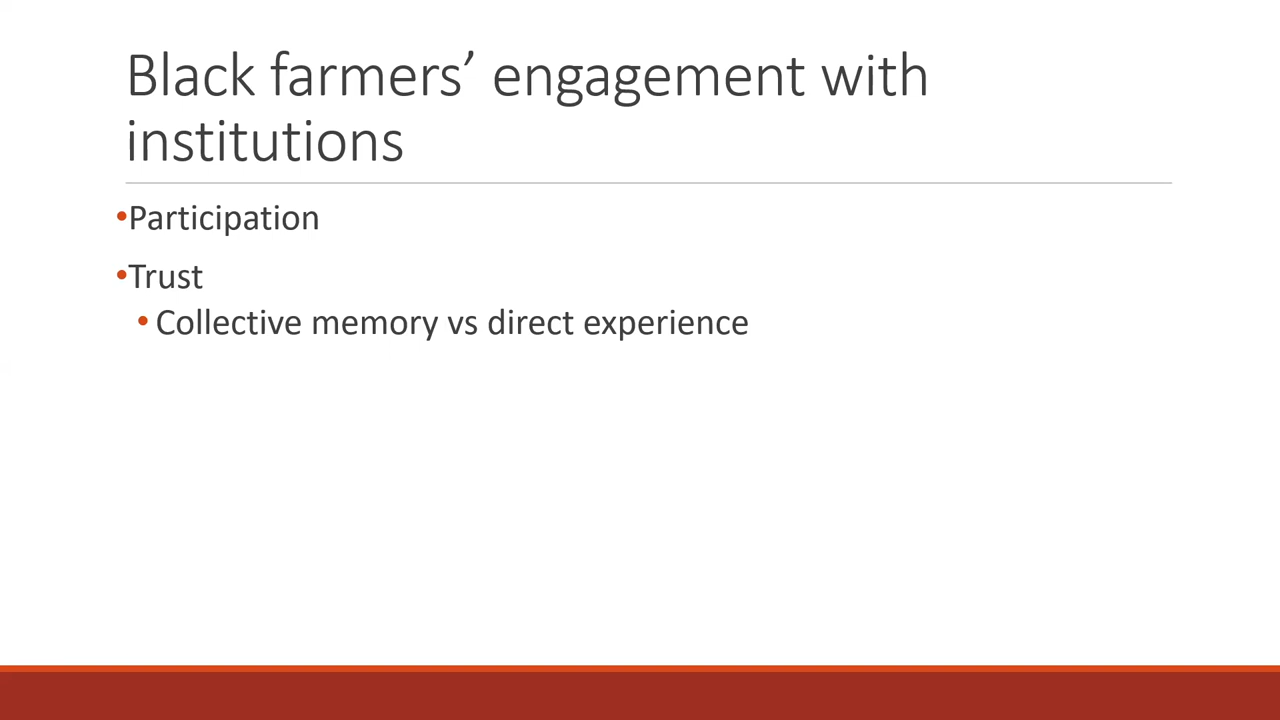 Black farmers’ engagement with
institutions
•Participation
•Trust
• Collective memory vs direct experience